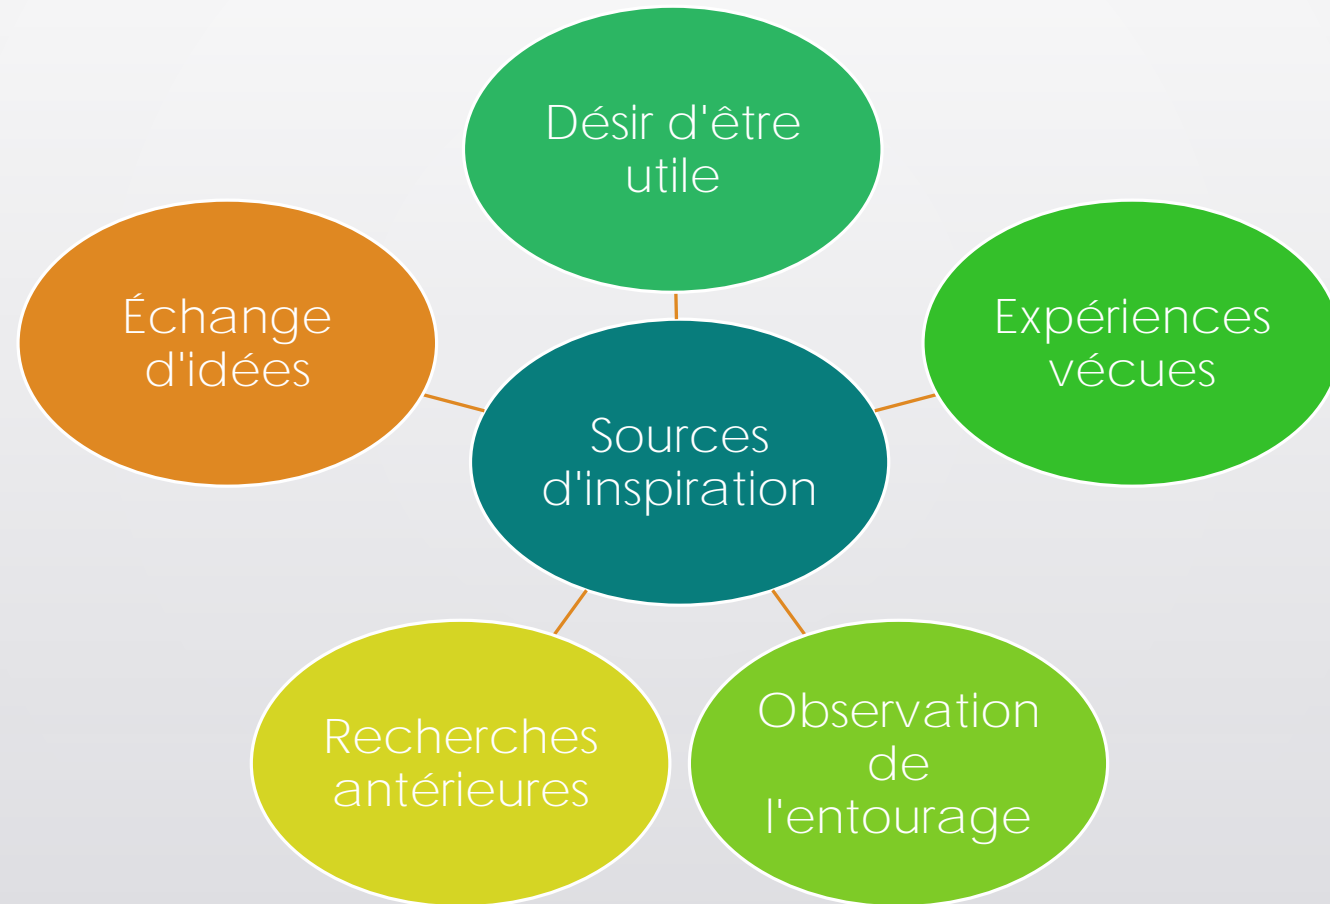 Désir d'être
utile
Échange
d'idées
Expériences
vécues
Sources
d'inspiration
Recherches
antérieures
Observation
de
l'entourage